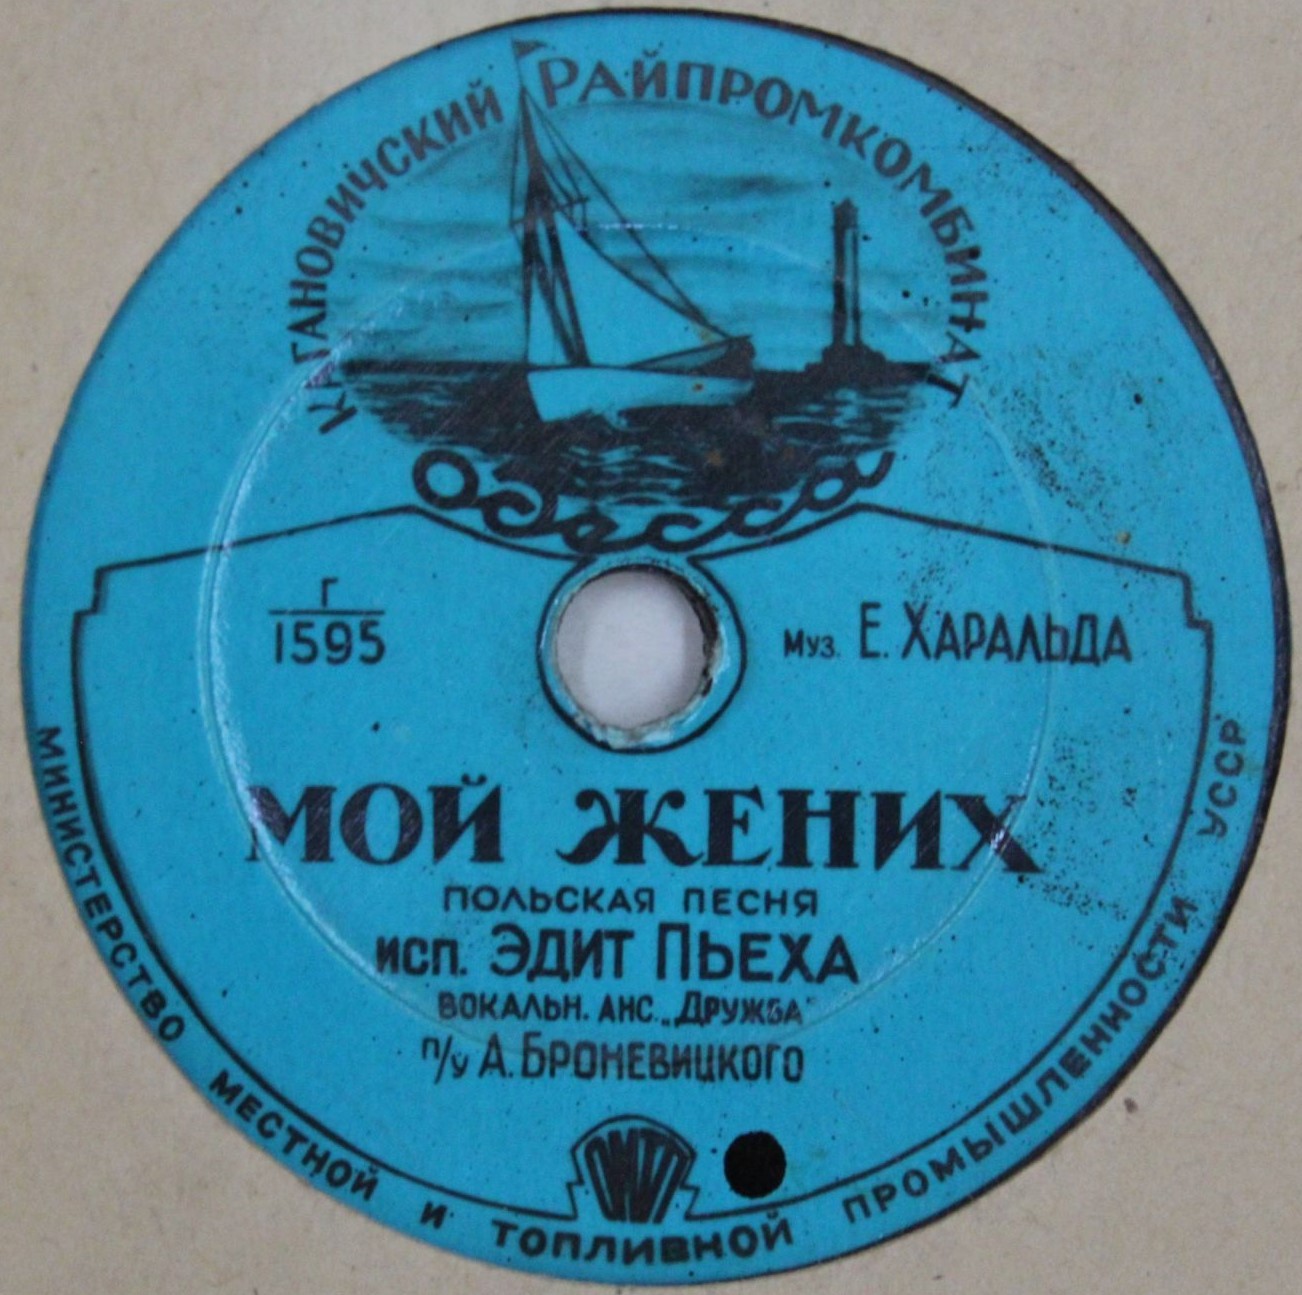 КАГАНОВИЧСКИЙ РАЙПРОМКОМБИНАТ
Одесса
Г
1595
Муз. Е. ХАРАЛЬДА
МОЙ ЖЕНИХ
ПОЛЬСКАЯ ПЕСНЯ
исп. ЭДИТ ПЬЕХА
ВОКАЛЬН. АНС. „ДРУЖБА"
п/у А. БРОНЕВИЦКОГО
МИНИСТЕРСТВО МЕСТНОЙ И ТОПЛИВНОЙ ПРОМЫШЛЕННОСТИ УССР